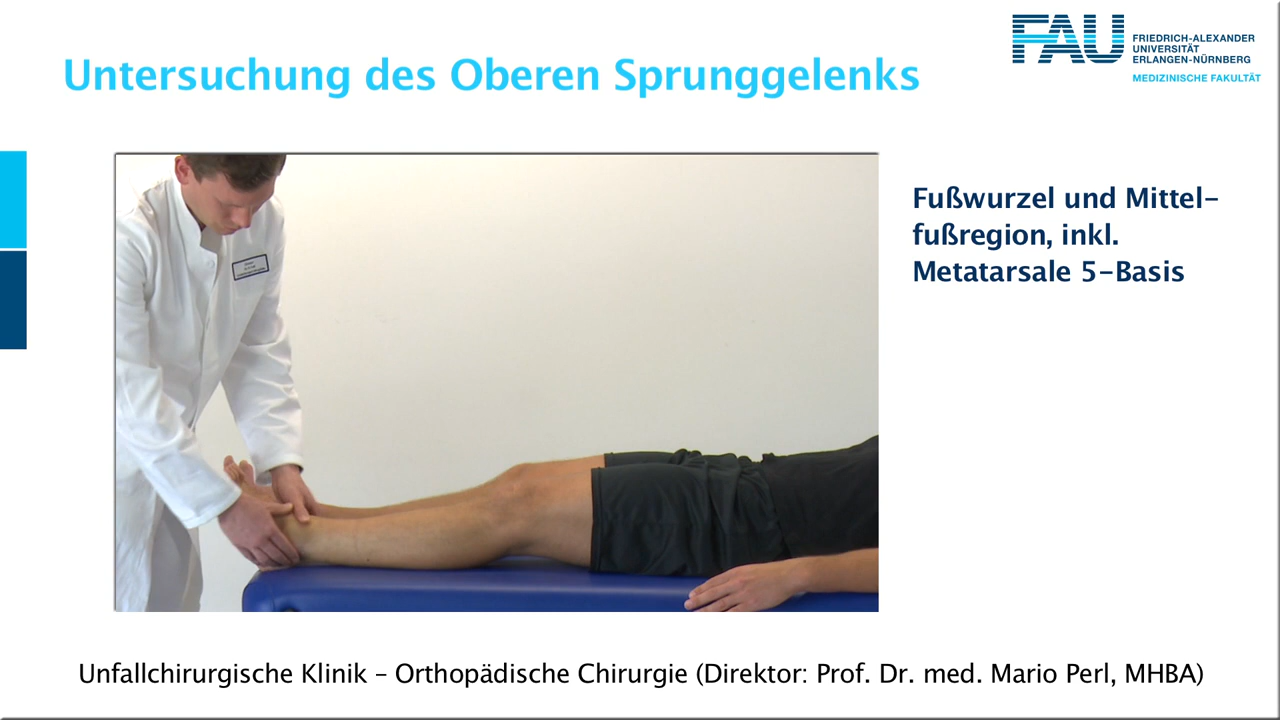 Untersuchung des Oberen Sprunggelenks
FAU
FRIEDRICH-ALEXANDER
UNIVERSITÄT
ERLANGEN-NÜRNBERG
MEDIZINISCHE FAKULTÄT
Fußwurzel und Mittel-
fußregion, inkl.
Metatarsale 5-Basis
Unfallchirurgische Klinik – Orthopädische Chirurgie (Direktor: Prof. Dr. med. Mario Perl, MHBA)